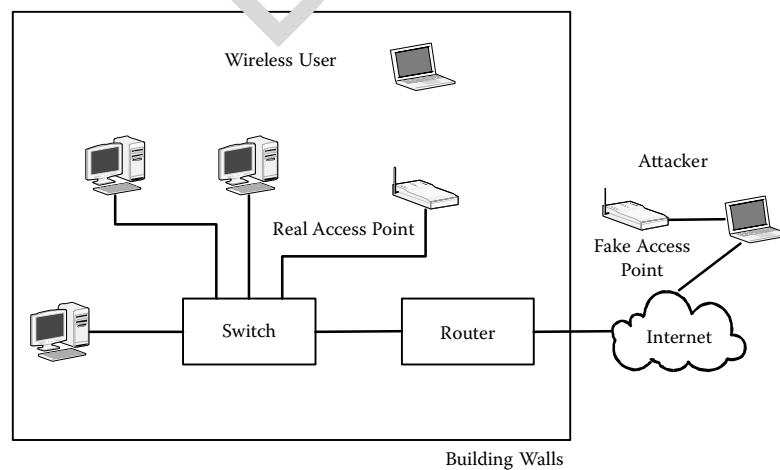 Wireless User
Attacker
Real Access Point
Fake Access
Point
Switch
Router
Internet
Building Walls